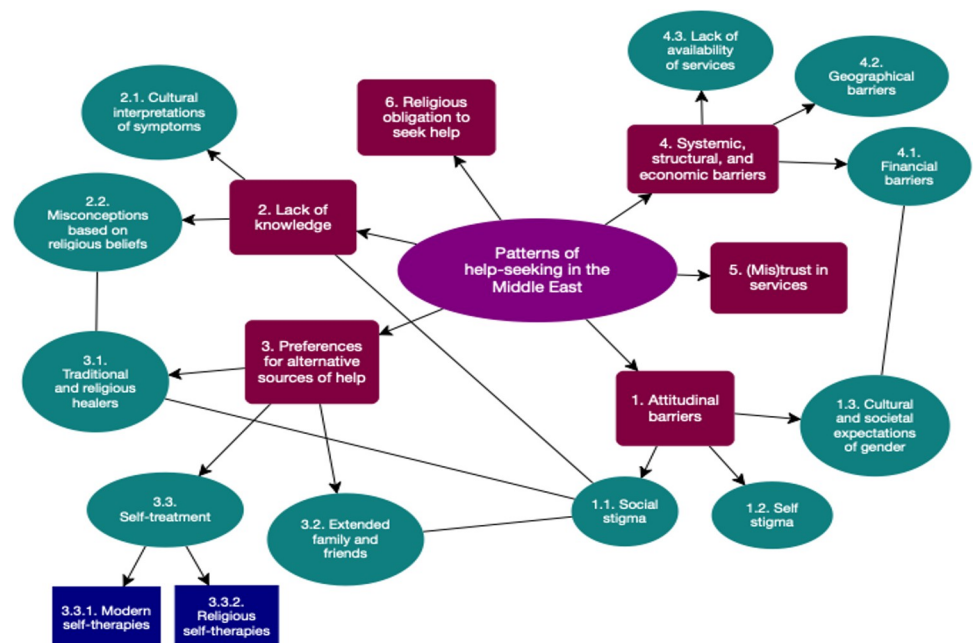 4.3. Lack of
availability
of services
4.2.
Geographical
barriers
2.1. Cultural
interpretations
of symptoms
6. Religious
obligation to
seek help
4. Systemic,
structural, and
economic barriers
4.1.
Financial
barriers
2.2.
Misconceptions
based on
religious beliefs
2. Lack of
knowledge
Patterns of
help-seeking in the
Middle East
5. (Mis)trust in
services
3.1.
Traditional
and religious
healers
3. Preferences
for alternative
sources of help
1. Attitudinal
barriers
1.3. Cultural
and societal
expectations
of gender
3.3.
Self-treatment
3.2. Extended
family and
friends
1.1. Social
stigma
1.2. Self
stigma
3.3.1. Modern
self-therapies
3.3.2.
Religious
self-therapies